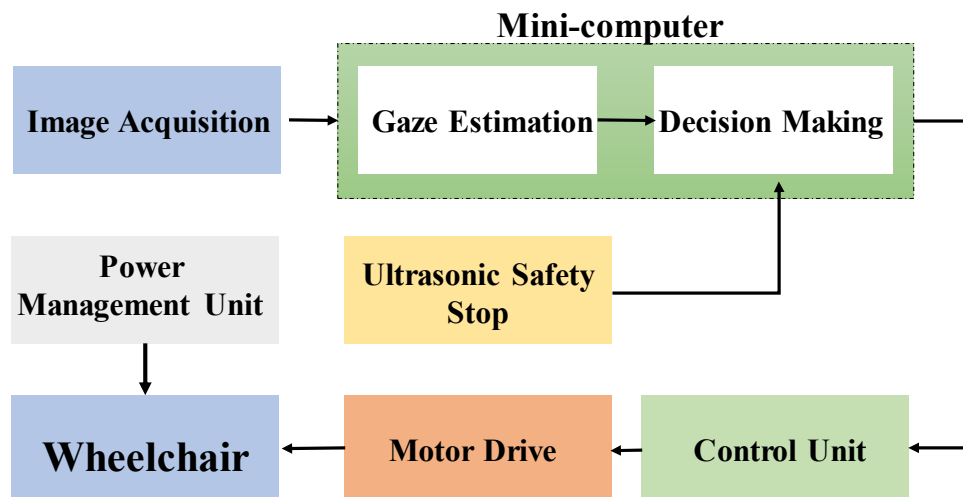 Mini-computer
Image Acquisition
Gaze Estimation
Decision Making
Power
Management Unit
Ultrasonic Safety
Stop
Wheelchair
Motor Drive
Control Unit